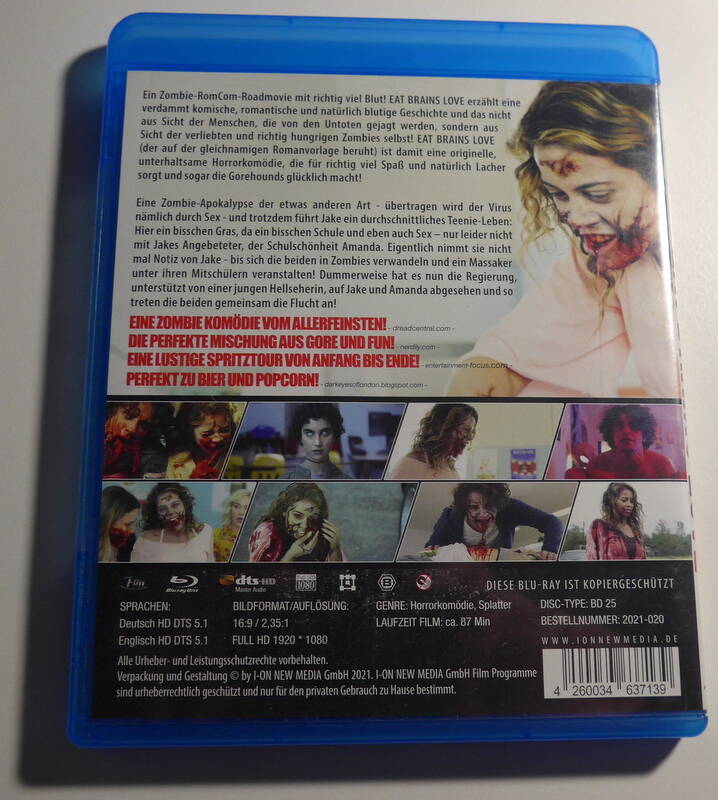 Ein Zombie-RomCom-Roadmovie mit richtig viel Blut! EAT BRAINS LOVE erzählt eine
verdammt komische, romantische und natürlich blutige Geschichte und das nicht
aus Sicht der Menschen, die von den Untoten gejagt werden, sondern aus
Sicht der verliebten und richtig hungrigen Zombies selbst! EAT BRAINS LOVE
(der auf der gleichnamigen Romanvorlage beruht) ist damit eine originelle,
unterhaltsame Horrorkomödie, die für richtig viel Spaß und natürlich Lacher
sorgt und sogar die Gorehounds glücklich macht!
Eine Zombie-Apokalypse der etwas anderen Art - übertragen wird der Virus
nämlich durch Sex - und trotzdem führt Jake ein durchschnittliches Teenie-Leben:
Hier ein bisschen Gras, da ein bisschen Schule und eben auch Sex – nur leider nicht
mit Jakes Angebeteter, der Schulschönheit Amanda. Eigentlich nimmt sie nicht
mal Notiz von Jake - bis sich die beiden in Zombies verwandeln und ein Massaker
unter ihren Mitschülern veranstalten! Dummerweise hat es nun die Regierung,
unterstützt von einer jungen Hellseherin, auf Jake und Amanda abgesehen und so
treten die beiden gemeinsam die Flucht an!
EINE ZOMBIE KOMÖDIE VOM ALLERFEINSTEN! - dreadcentral.com -
DIE PERFEKTE MISCHUNG AUS GORE UND FUN! - nerdily.com -
EINE LUSTIGE SPRITZTOUR VON ANFANG BIS ENDE! - entertainment-focus.com -
PERFEKT ZU BIER UND POPCORN! - darkeyesoflondon.blogspot.com -
Blu-ray Disc
dts-HD
Master Audio
1080
B
DIESE BLU-RAY IST KOPIERGESCHÜTZT
SPRACHEN:
Deutsch HD DTS 5.1
Englisch HD DTS 5.1
BILDFORMAT/AUFLÖSUNG:
16:9 / 2,35:1
FULL HD 1920 * 1080
GENRE: Horrorkomödie, Splatter
LAUFZEIT FILM: ca. 87 Min
DISC-TYPE: BD 25
BESTELLNUMMER: 2021-020
WWW.IONNEWMEDIA.DE
Alle Urheber- und Leistungsschutzrechte vorbehalten.
Verpackung und Gestaltung © by I-ON NEW MEDIA GmbH 2021. I-ON NEW MEDIA GmbH Film Programme
sind urheberrechtlich geschützt und nur für den privaten Gebrauch zu Hause bestimmt.
4 260034 637139